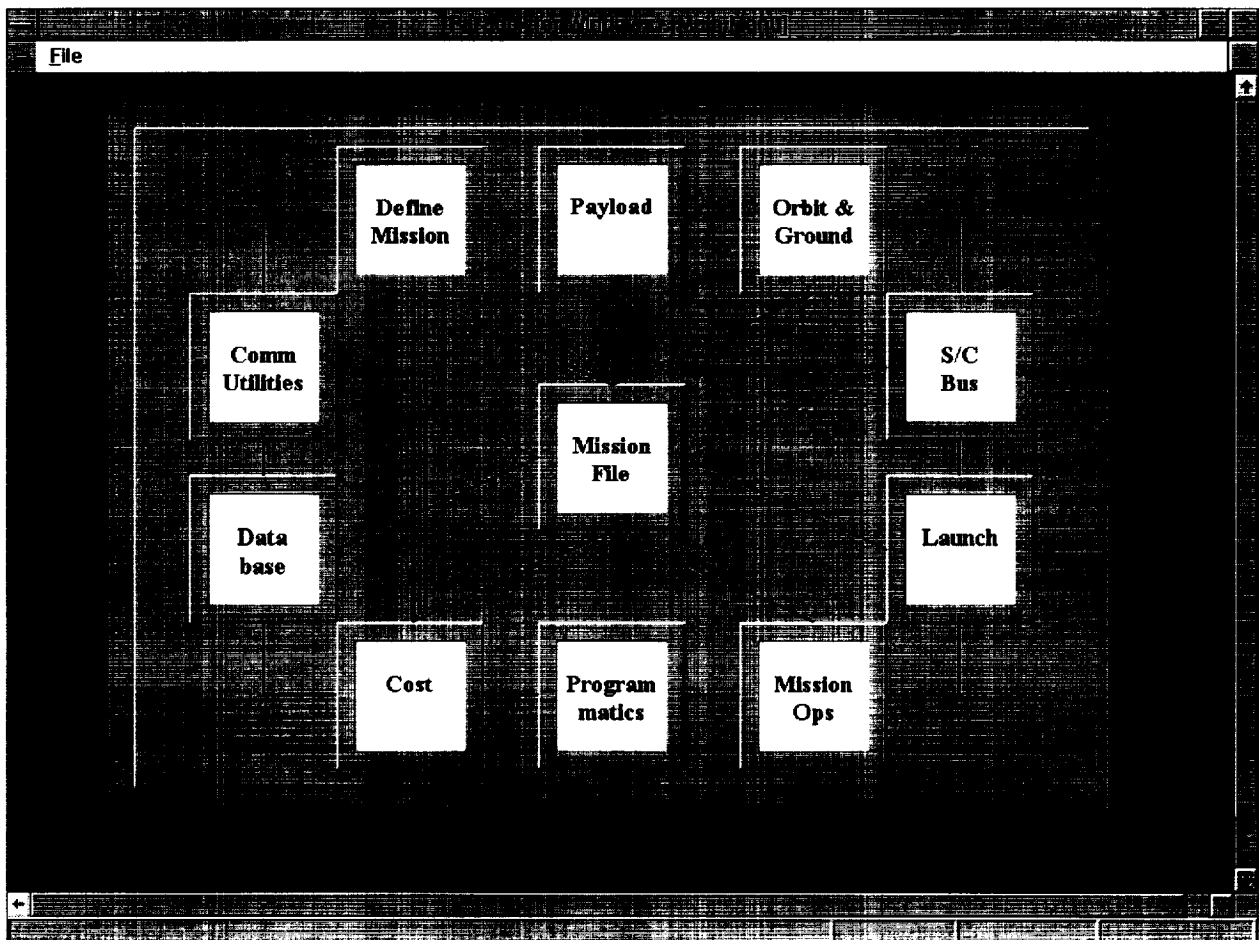 File
Define
Mission
Payload
Orbit &
Ground
Comm
Utilities
S/C
Bus
Mission
File
Data
base
Launch
Cost
Program
matics
Mission
Ops